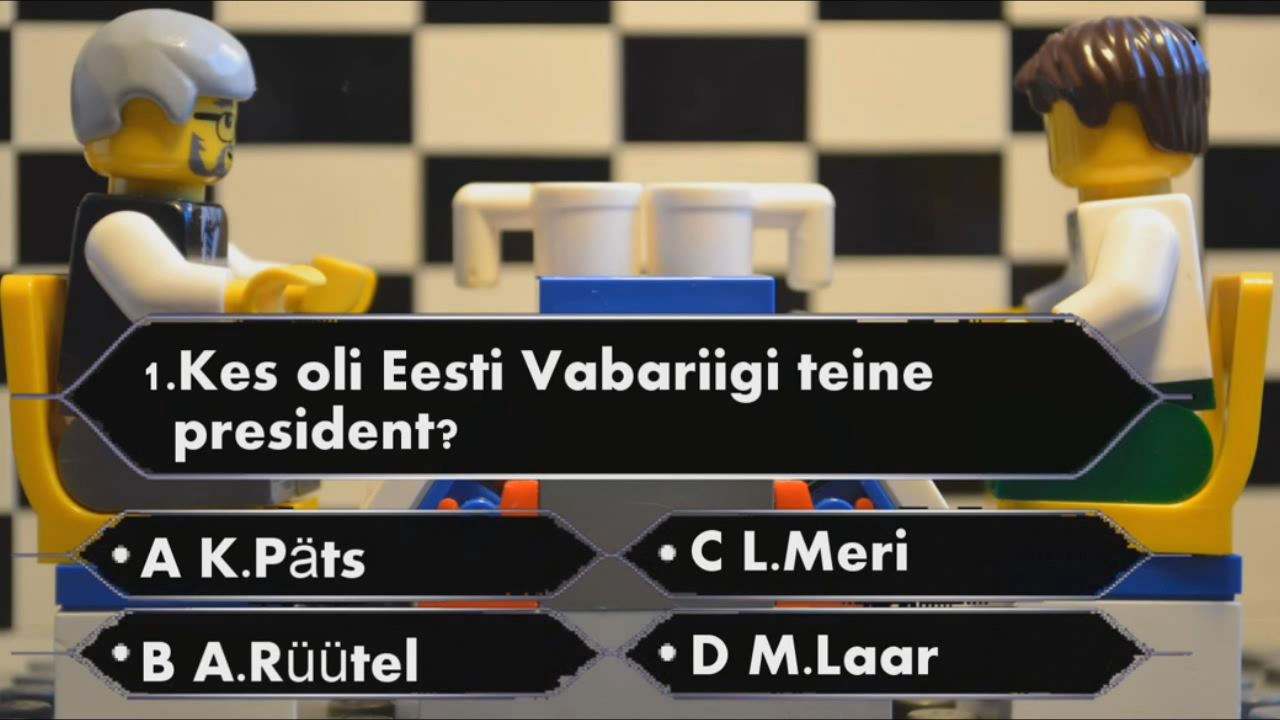 1.Kes oli Eesti Vabariigi teine
president?
A K.Päts
C L.Meri
B A.Rüütel
D M.Laar